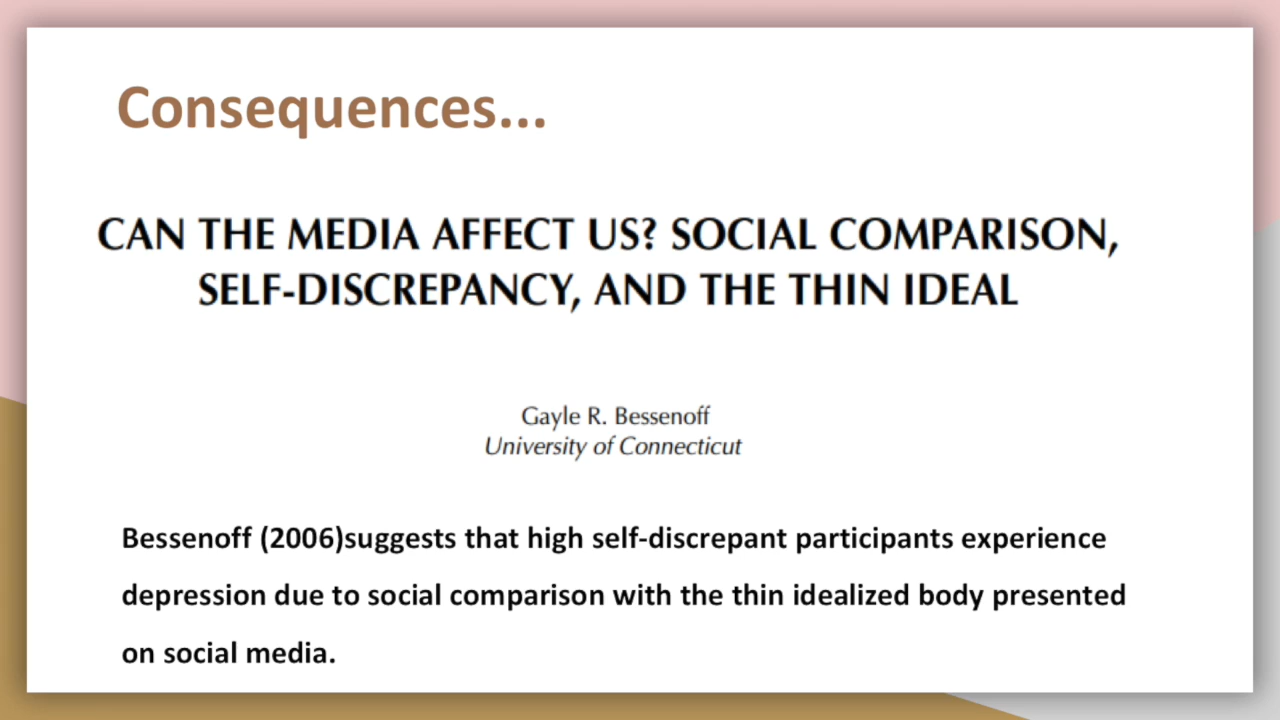 Consequences...
CAN THE MEDIA AFFECT US? SOCIAL COMPARISON,
SELF-DISCREPANCY, AND THE THIN IDEAL
Gayle R. Bessenoff
University of Connecticut
Bessenoff (2006)suggests that high self-discrepant participants experience
depression due to social comparison with the thin idealized body presented
on social media.